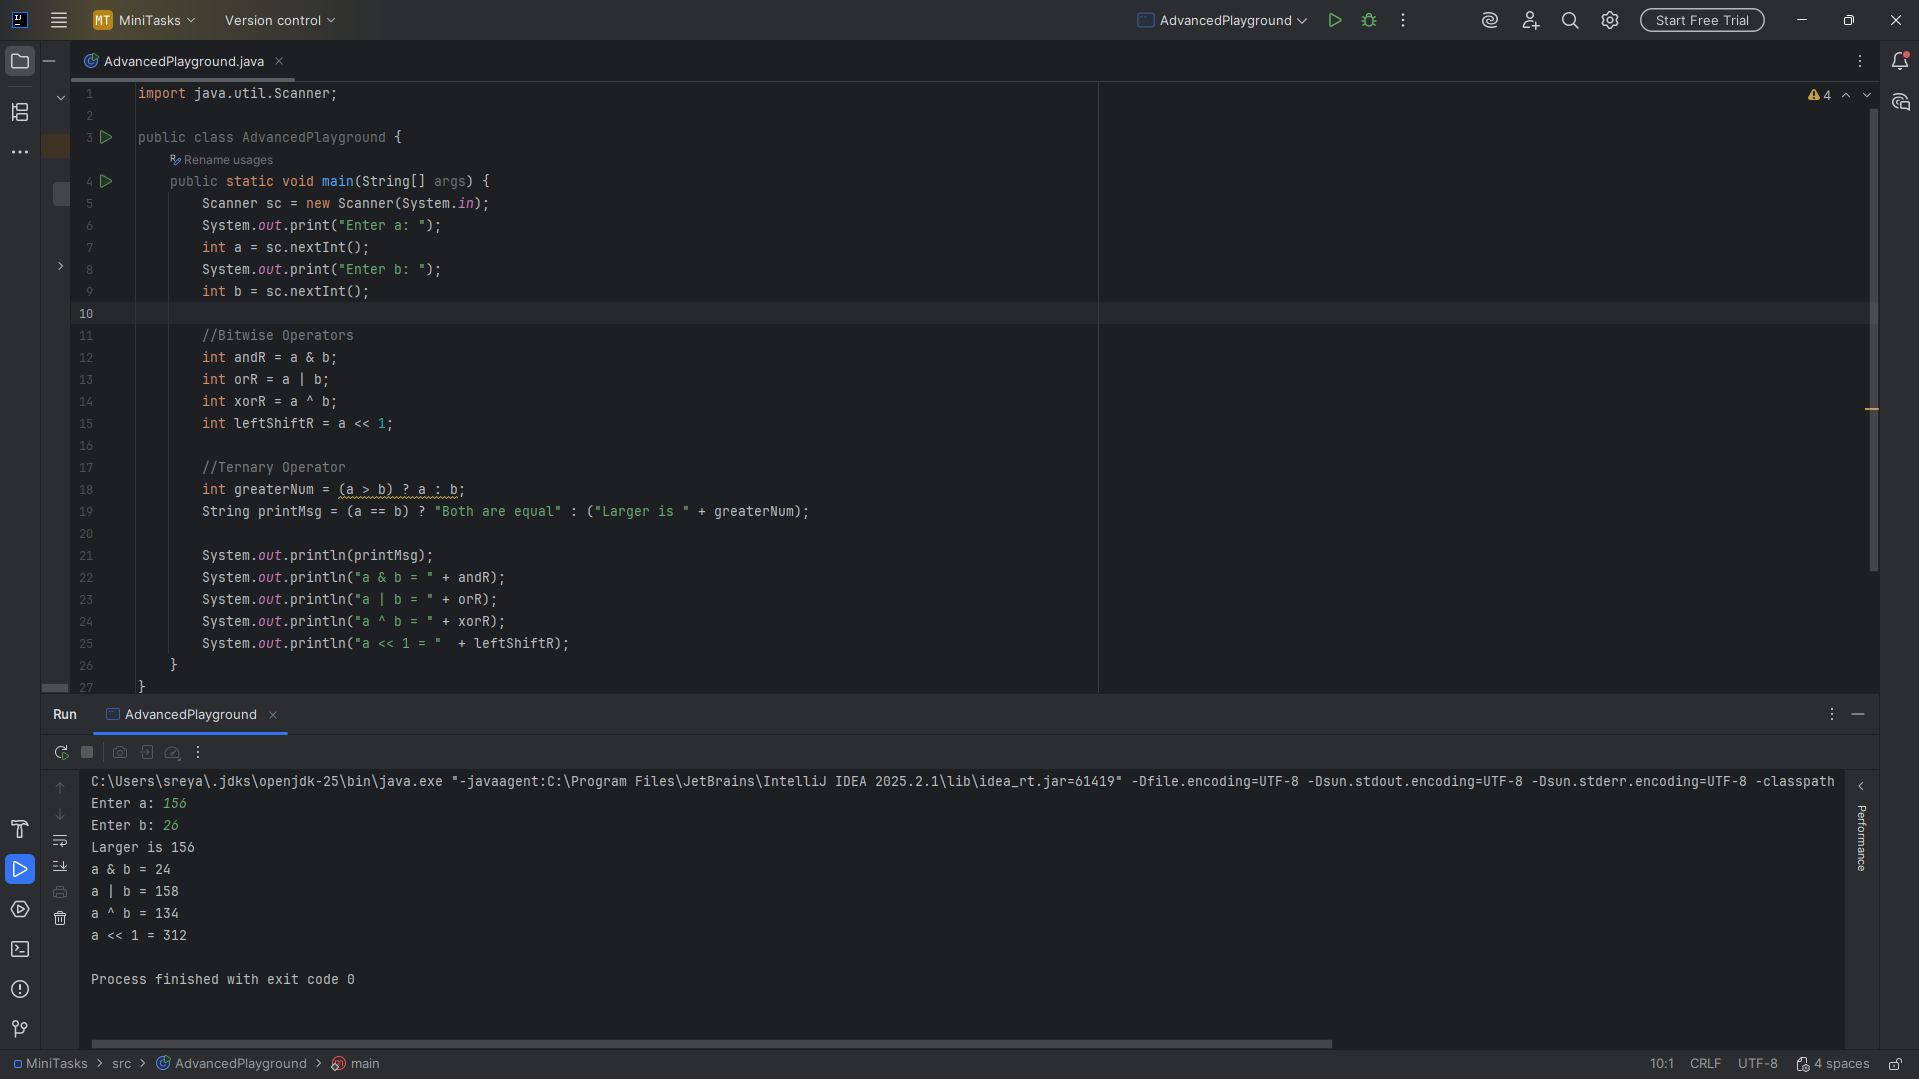 MT MiniTasks Version control AdvancedPlayground Start Free Trial
AdvancedPlayground.java
4
1 import java.util.Scanner;
2
3 public class AdvancedPlayground {
Rename usages
4 public static void main(String[] args) {
5 Scanner sc = new Scanner(System.in);
6 System.out.print("Enter a: ");
7 int a = sc.nextInt();
8 System.out.print("Enter b: ");
9 int b = sc.nextInt();
10
11 //Bitwise Operators
12 int andR = a & b;
13 int orR = a | b;
14 int xorR = a ^ b;
15 int leftShiftR = a << 1;
16
17 //Ternary Operator
18 int greaterNum = (a > b) ? a : b;
19 String printMsg = (a == b) ? "Both are equal" : ("Larger is " + greaterNum);
20
21 System.out.println(printMsg);
22 System.out.println("a & b = " + andR);
23 System.out.println("a | b = " + orR);
24 System.out.println("a ^ b = " + xorR);
25 System.out.println("a << 1 = "  + leftShiftR);
26 }
27 }
Run AdvancedPlayground
C:\Users\sreya\.jdks\openjdk-25\bin\java.exe "-javaagent:C:\Program Files\JetBrains\IntelliJ IDEA 2025.2.1\lib\idea_rt.jar=61419" -Dfile.encoding=UTF-8 -Dsun.stdout.encoding=UTF-8 -Dsun.stderr.encoding=UTF-8 -classpath
Enter a: 156
Enter b: 26
Larger is 156
a & b = 24
a | b = 158
a ^ b = 134
a << 1 = 312
Process finished with exit code 0
Performance
MiniTasks > src > AdvancedPlayground > main 10:1 CRLF UTF-8 4 spaces